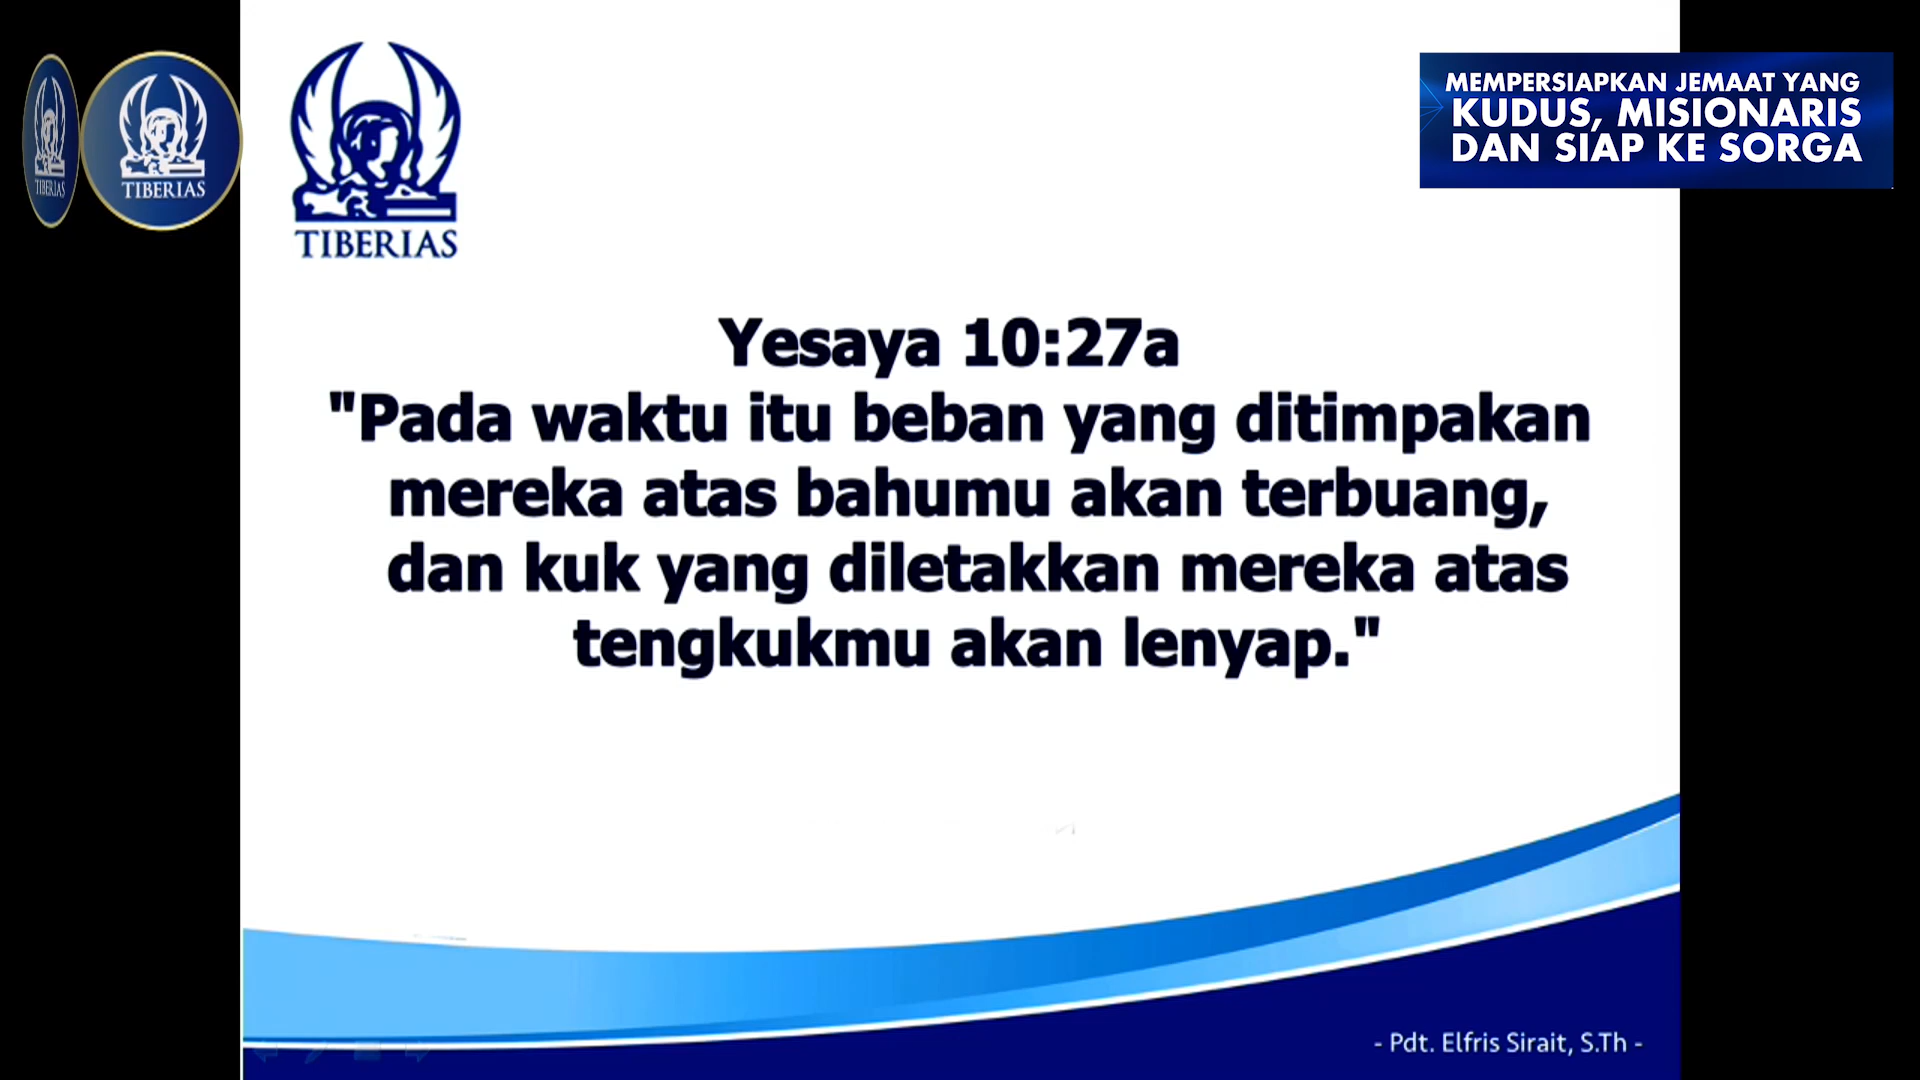 TIBERIAS
TIBERIAS
TIBERIAS
MEMPERSIAPKAN JEMAAT YANG
KUDUS, MISIONARIS
DAN SIAP KE SORGA
Yesaya 10:27a
"Pada waktu itu beban yang ditimpakan
mereka atas bahumu akan terbuang,
dan kuk yang diletakkan mereka atas
tengkukmu akan lenyap."
- Pdt. Elfris Sirait, S.Th -